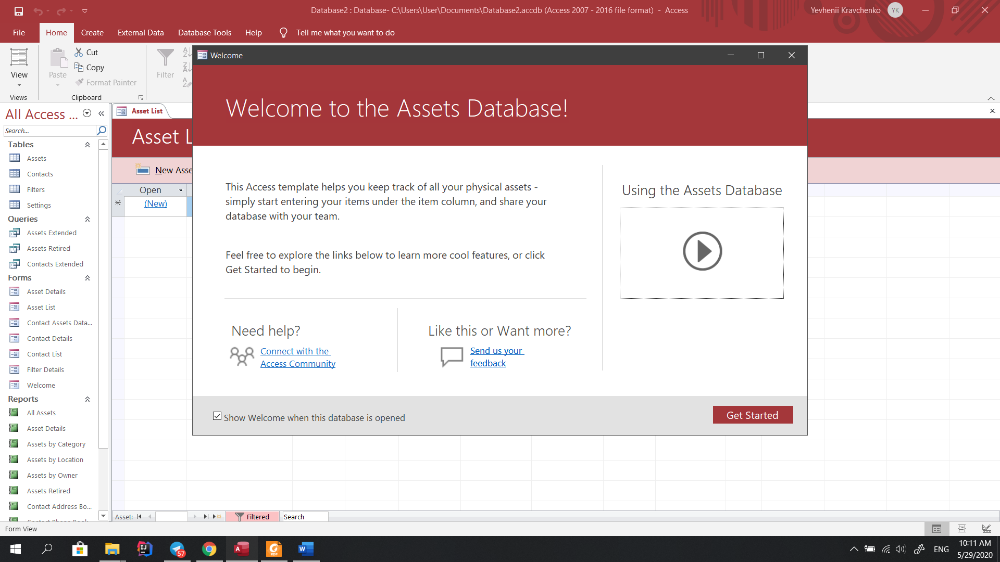 Database2 : Database- C:\Users\User\Documents\Database2.accdb (Access 2007 - 2016 file format) - Access
Yevhenii Kravchenko
YK
File
Home
Create
External Data
Database Tools
Help
Tell me what you want to do
View
Views
Paste
Cut
Copy
Format Painter
Clipboard
Filter
All Access ...
Search...
Tables
Assets
Contacts
Filters
Settings
Queries
Assets Extended
Assets Retired
Contacts Extended
Forms
Asset Details
Asset List
Contact Assets Data...
Contact Details
Contact List
Filter Details
Welcome
Reports
All Assets
Asset Details
Assets by Category
Assets by Location
Assets by Owner
Assets Retired
Contact Address Bo...
Contact Phone Book
Asset List
Asset L
New Asse
Open
(New)
Welcome
Welcome to the Assets Database!
This Access template helps you keep track of all your physical assets -
simply start entering your items under the item column, and share your
database with your team.
Feel free to explore the links below to learn more cool features, or click
Get Started to begin.
Using the Assets Database
Need help?
Connect with the
Access Community
Like this or Want more?
Send us your
feedback
Show Welcome when this database is opened
Get Started
Asset:
Filtered
Search
Form View
57
ENG
10:11 AM
5/29/2020